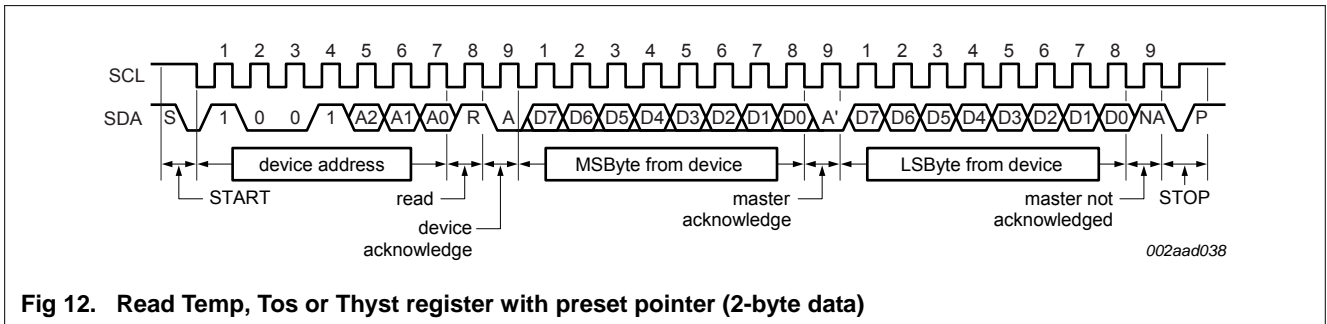 1 2 3 4 5 6 7 8 9 1 2 3 4 5 6 7 8 9 1 2 3 4 5 6 7 8 9
SCL
SDA S 1 0 0 1 A2 A1 A0 R A D7 D6 D5 D4 D3 D2 D1 D0 A' D7 D6 D5 D4 D3 D2 D1 D0 NA P
device address MSByte from device LSByte from device
START read master master not STOP
acknowledge acknowledged
device
acknowledge
002aad038
Fig 12. Read Temp, Tos or Thyst register with preset pointer (2-byte data)